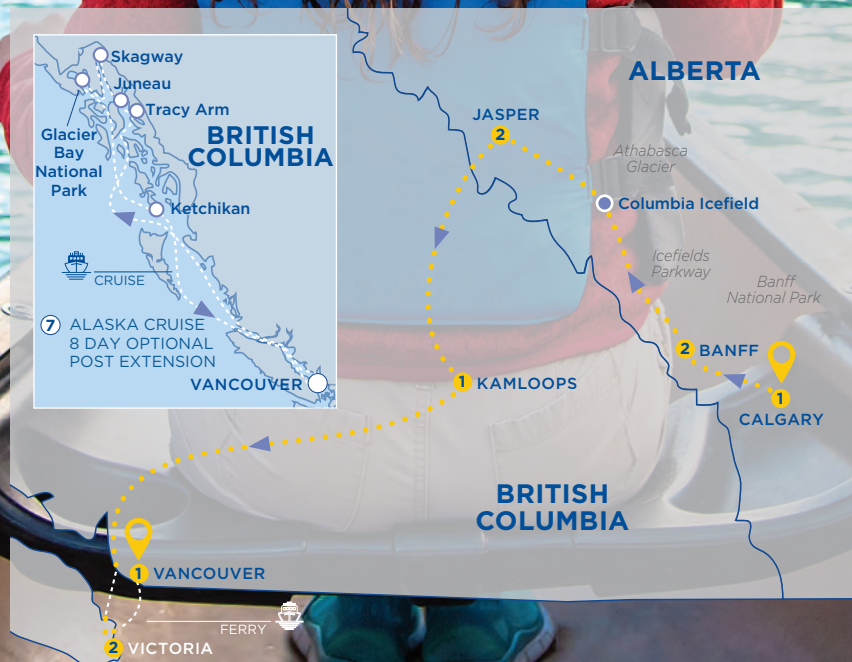 Skagway
Juneau
Tracy Arm
Glacier
Bay
National
Park
BRITISH
COLUMBIA
Ketchikan
CRUISE
7 ALASKA CRUISE
8 DAY OPTIONAL
POST EXTENSION
VANCOUVER
ALBERTA
JASPER
2
Athabasca
Glacier
Columbia Icefield
Icefields
Parkway
Banff
National Park
2 BANFF
1
CALGARY
1 KAMLOOPS
BRITISH
COLUMBIA
1 VANCOUVER
FERRY
2 VICTORIA